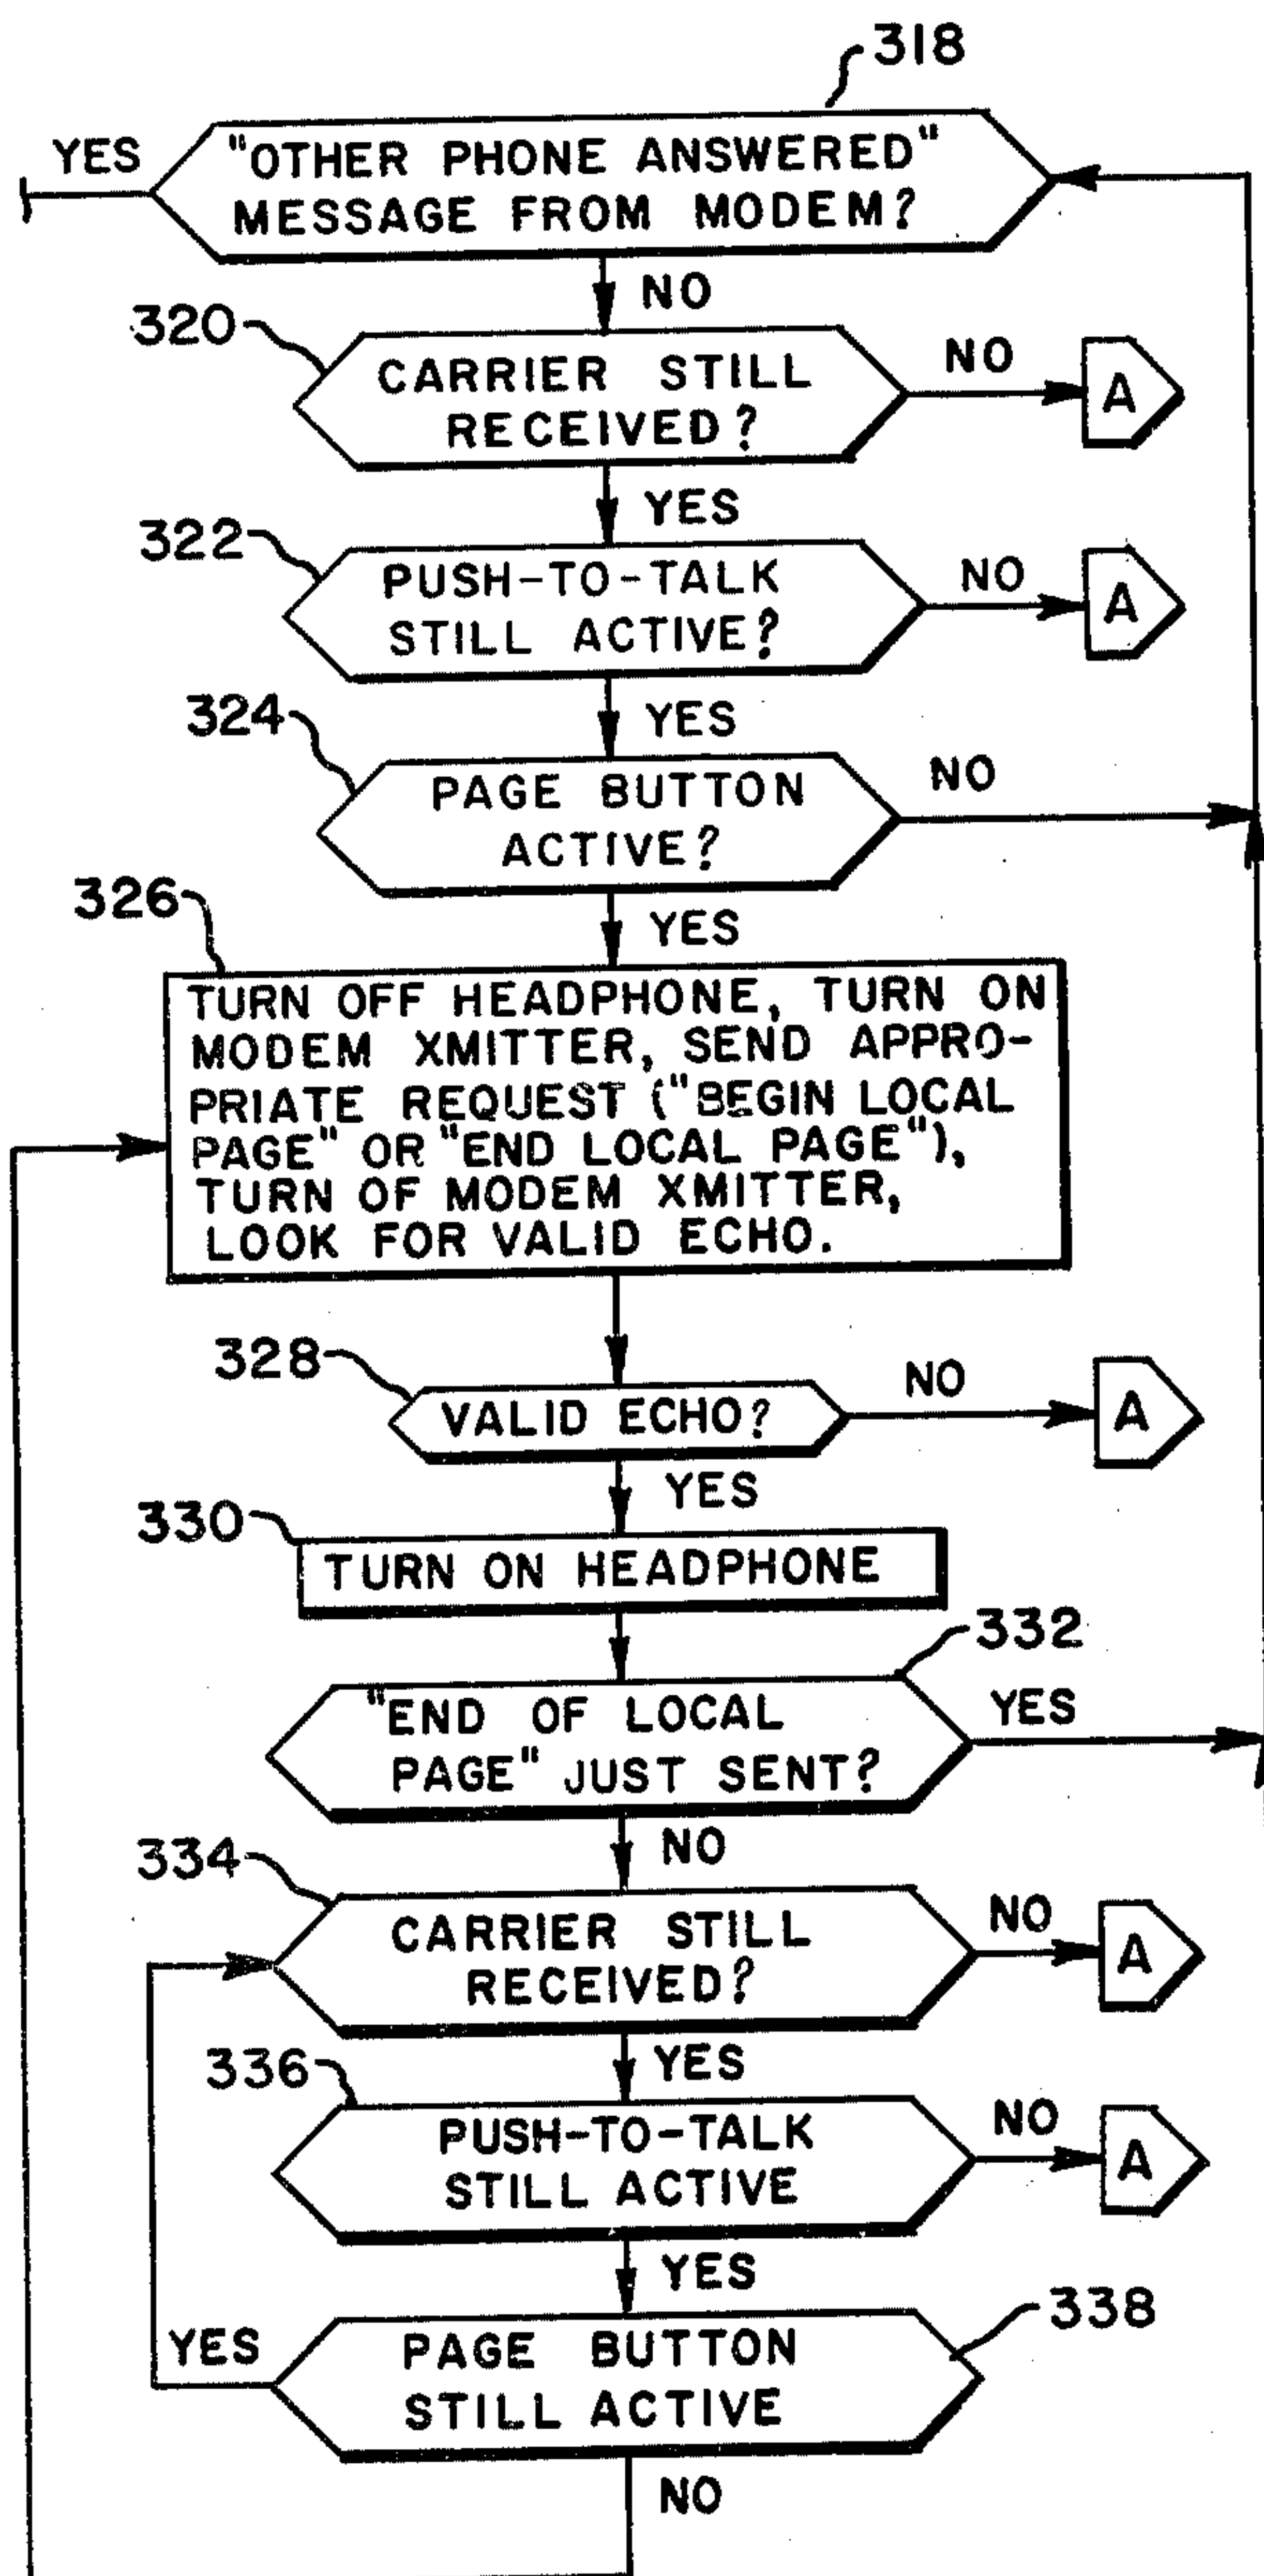 318
YES
"OTHER PHONE ANSWERED"
MESSAGE FROM MODEM?
NO
320
CARRIER STILL
RECEIVED?
NO
A
YES
322
PUSH-TO-TALK
STILL ACTIVE?
NO
A
YES
324
PAGE BUTTON
ACTIVE?
NO
YES
326
TURN OFF HEADPHONE, TURN ON
MODEM XMITTER, SEND APPRO-
PRIATE REQUEST ("BEGIN LOCAL
PAGE" OR "END LOCAL PAGE"),
TURN OF MODEM XMITTER,
LOOK FOR VALID ECHO.
328
VALID ECHO?
NO
A
YES
330
TURN ON HEADPHONE
332
"END OF LOCAL
PAGE" JUST SENT?
YES
NO
334
CARRIER STILL
RECEIVED?
NO
A
YES
336
PUSH-TO-TALK
STILL ACTIVE
NO
A
YES
338
PAGE BUTTON
STILL ACTIVE
YES
NO